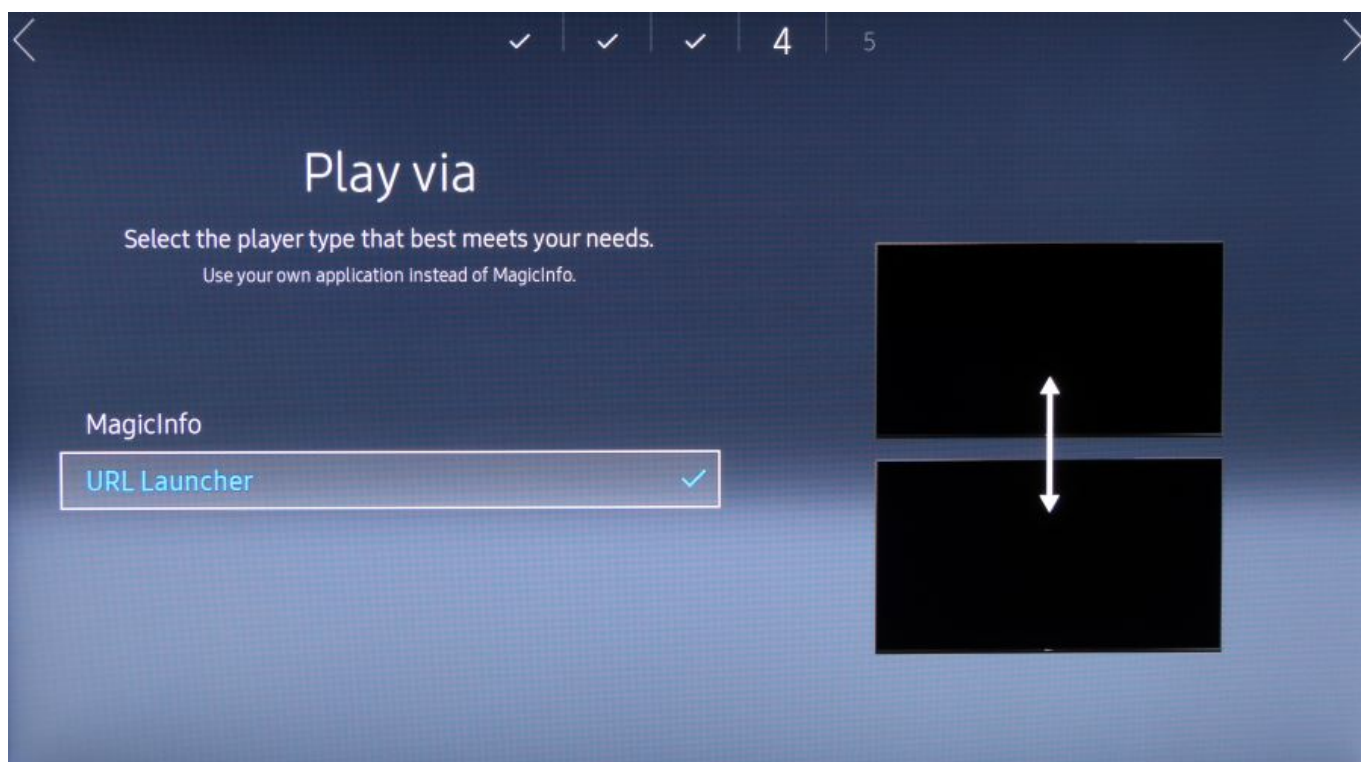 4
5
Play via
Select the player type that best meets your needs.
Use your own application instead of MagicInfo.
MagicInfo
URL Launcher